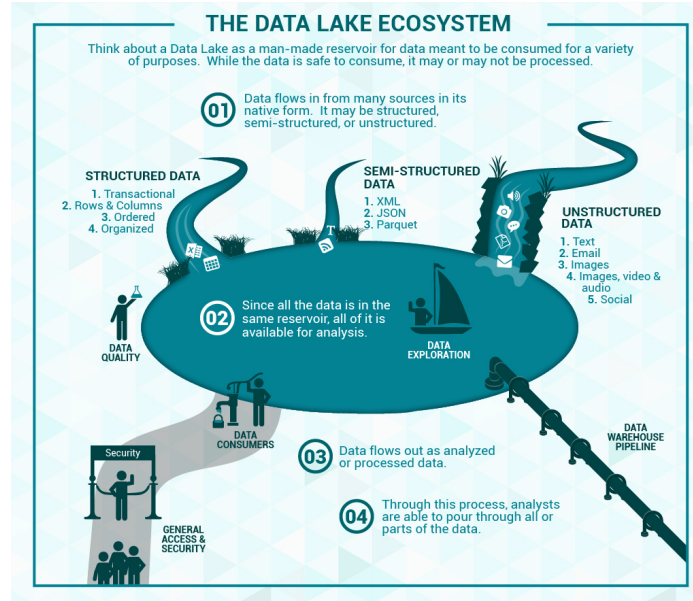 THE DATA LAKE ECOSYSTEM
Think about a Data Lake as a man-made reservoir for data meant to be consumed for a variety
of purposes. While the data is safe to consume, it may or may not be processed.
01
Data flows in from many sources in its
native form. It may be structured,
semi-structured, or unstructured.
STRUCTURED DATA
1. Transactional
2. Rows & Columns
3. Ordered
4. Organized
SEMI-STRUCTURED
DATA
1. XML
2. JSON
3. Parquet
T
UNSTRUCTURED
DATA
1. Text
2. Email
3. Images
4. Images, video &
audio
5. Social
02
Since all the data is in the
same reservoir, all of it is
available for analysis.
DATA
QUALITY
DATA
EXPLORATION
DATA
CONSUMERS
DATA
WAREHOUSE
PIPELINE
03
Data flows out as analyzed
or processed data.
Security
GENERAL
ACCESS &
SECURITY
04
Through this process, analysts
are able to pour through all or
parts of the data.